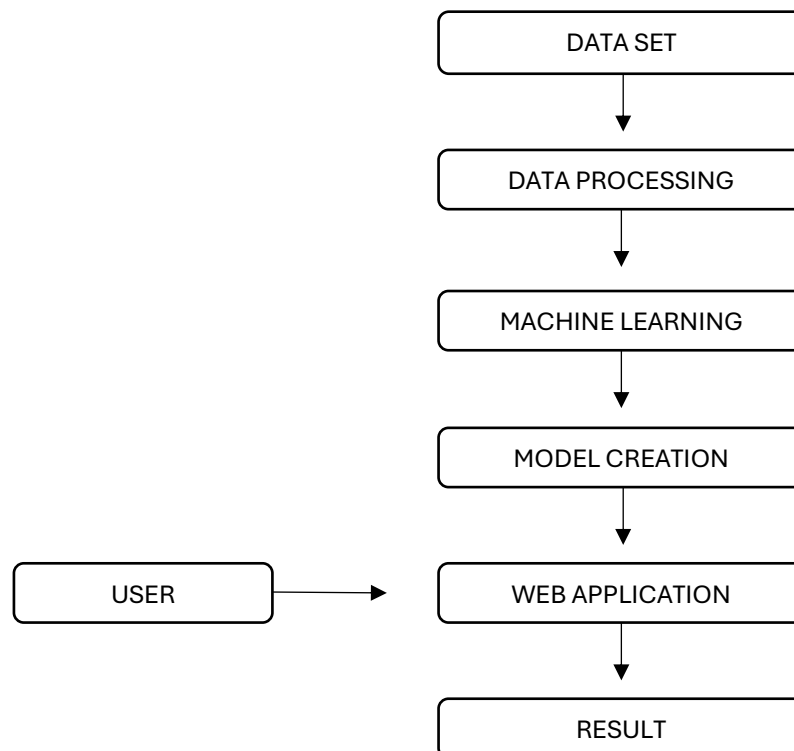 DATA SET
DATA PROCESSING
MACHINE LEARNING
MODEL CREATION
USER
WEB APPLICATION
RESULT